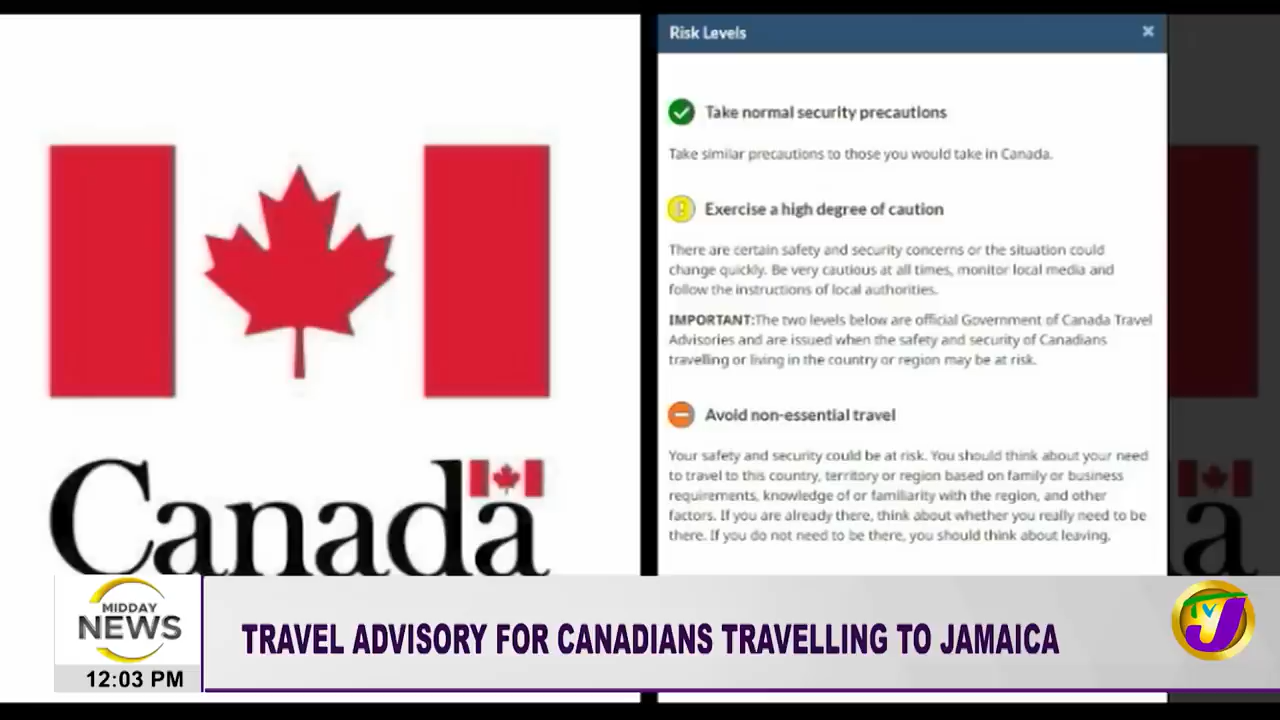 Risk Levels
Take normal security precautions
Take similar precautions to those you would take in Canada.
Exercise a high degree of caution
There are certain safety and security concerns or the situation could
change quickly. Be very cautious at all times, monitor local media and
follow the instructions of local authorities.
IMPORTANT:The two levels below are official Government of Canada Travel
Advisories and are issued when the safety and security of Canadians
travelling or living in the country or region may be at risk.
Avoid non-essential travel
Your safety and security could be at risk. You should think about your need
to travel to this country, territory or region based on family or business
requirements, knowledge of or familiarity with the region, and other
factors. If you are already there, think about whether you really need to be
there. If you do not need to be there, you should think about leaving.
Canada
a
MIDDAY
NEWS
12:03 PM
TRAVEL ADVISORY FOR CANADIANS TRAVELLING TO JAMAICA
TVJ